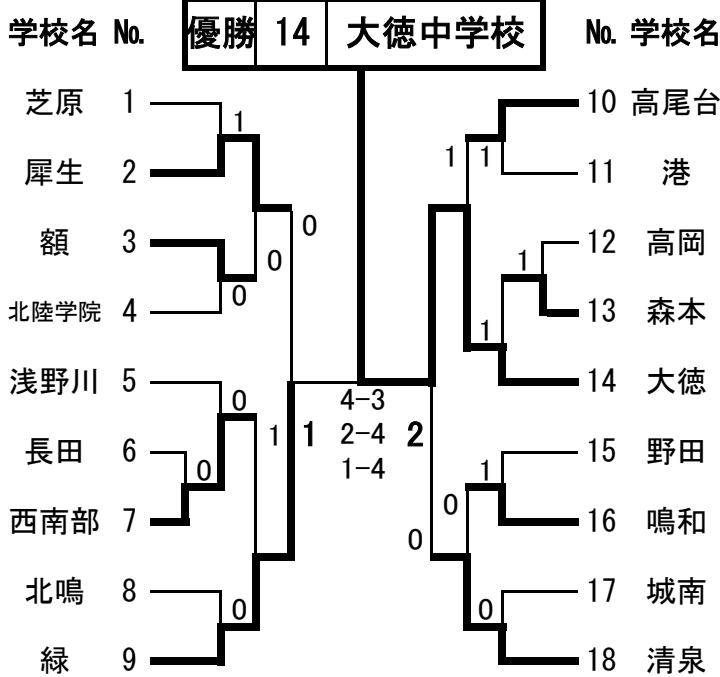 学校名 No. 優勝 14 大徳中学校 No. 学校名
芝原 1
1
犀生 2
0
額 3
0
0
北陸学院 4
浅野川 5
0
長田 6
0
1
西南部 7
北鳴 8
0
緑 9
1
4-3
2-4
1-4
2
10 高尾台
1
1
11 港
12 高岡
1
13 森本
1
14 大徳
15 野田
1
0
16 鳴和
0
17 城南
0
18 清泉